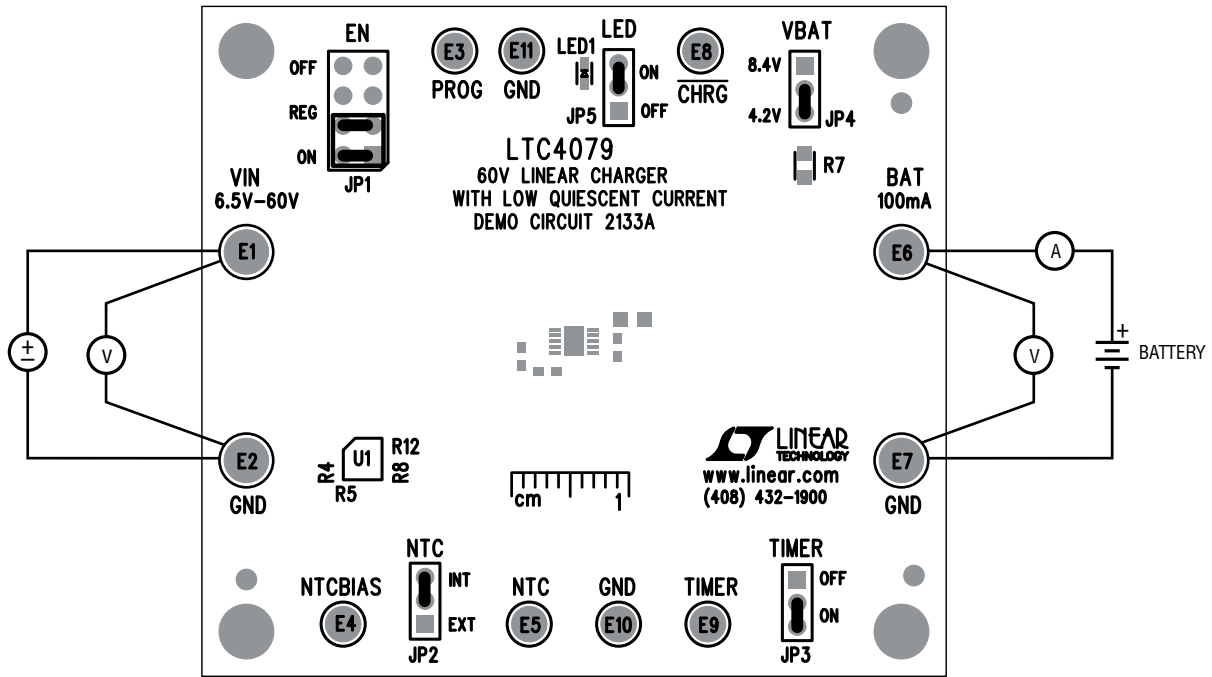 EN
OFF
REG
ON
JP1
E3
PROG
E11
GND
LED1
LED
ON
OFF
JP5
E8
CHRG
VBAT
8.4V
4.2V
JP4
R7
LTC4079
60V LINEAR CHARGER
WITH LOW QUIESCENT CURRENT
DEMO CIRCUIT 2133A
VIN
6.5V-60V
E1
BAT
100mA
E6
A
+
−
V
V
+
BATTERY
E2
GND
R4
U1
R12
R8
R5
cm 1
LINEAR
TECHNOLOGY
www.linear.com
(408) 432-1900
E7
GND
NTCBIAS
E4
NTC
INT
EXT
JP2
NTC
E5
GND
E10
TIMER
E9
TIMER
OFF
ON
JP3